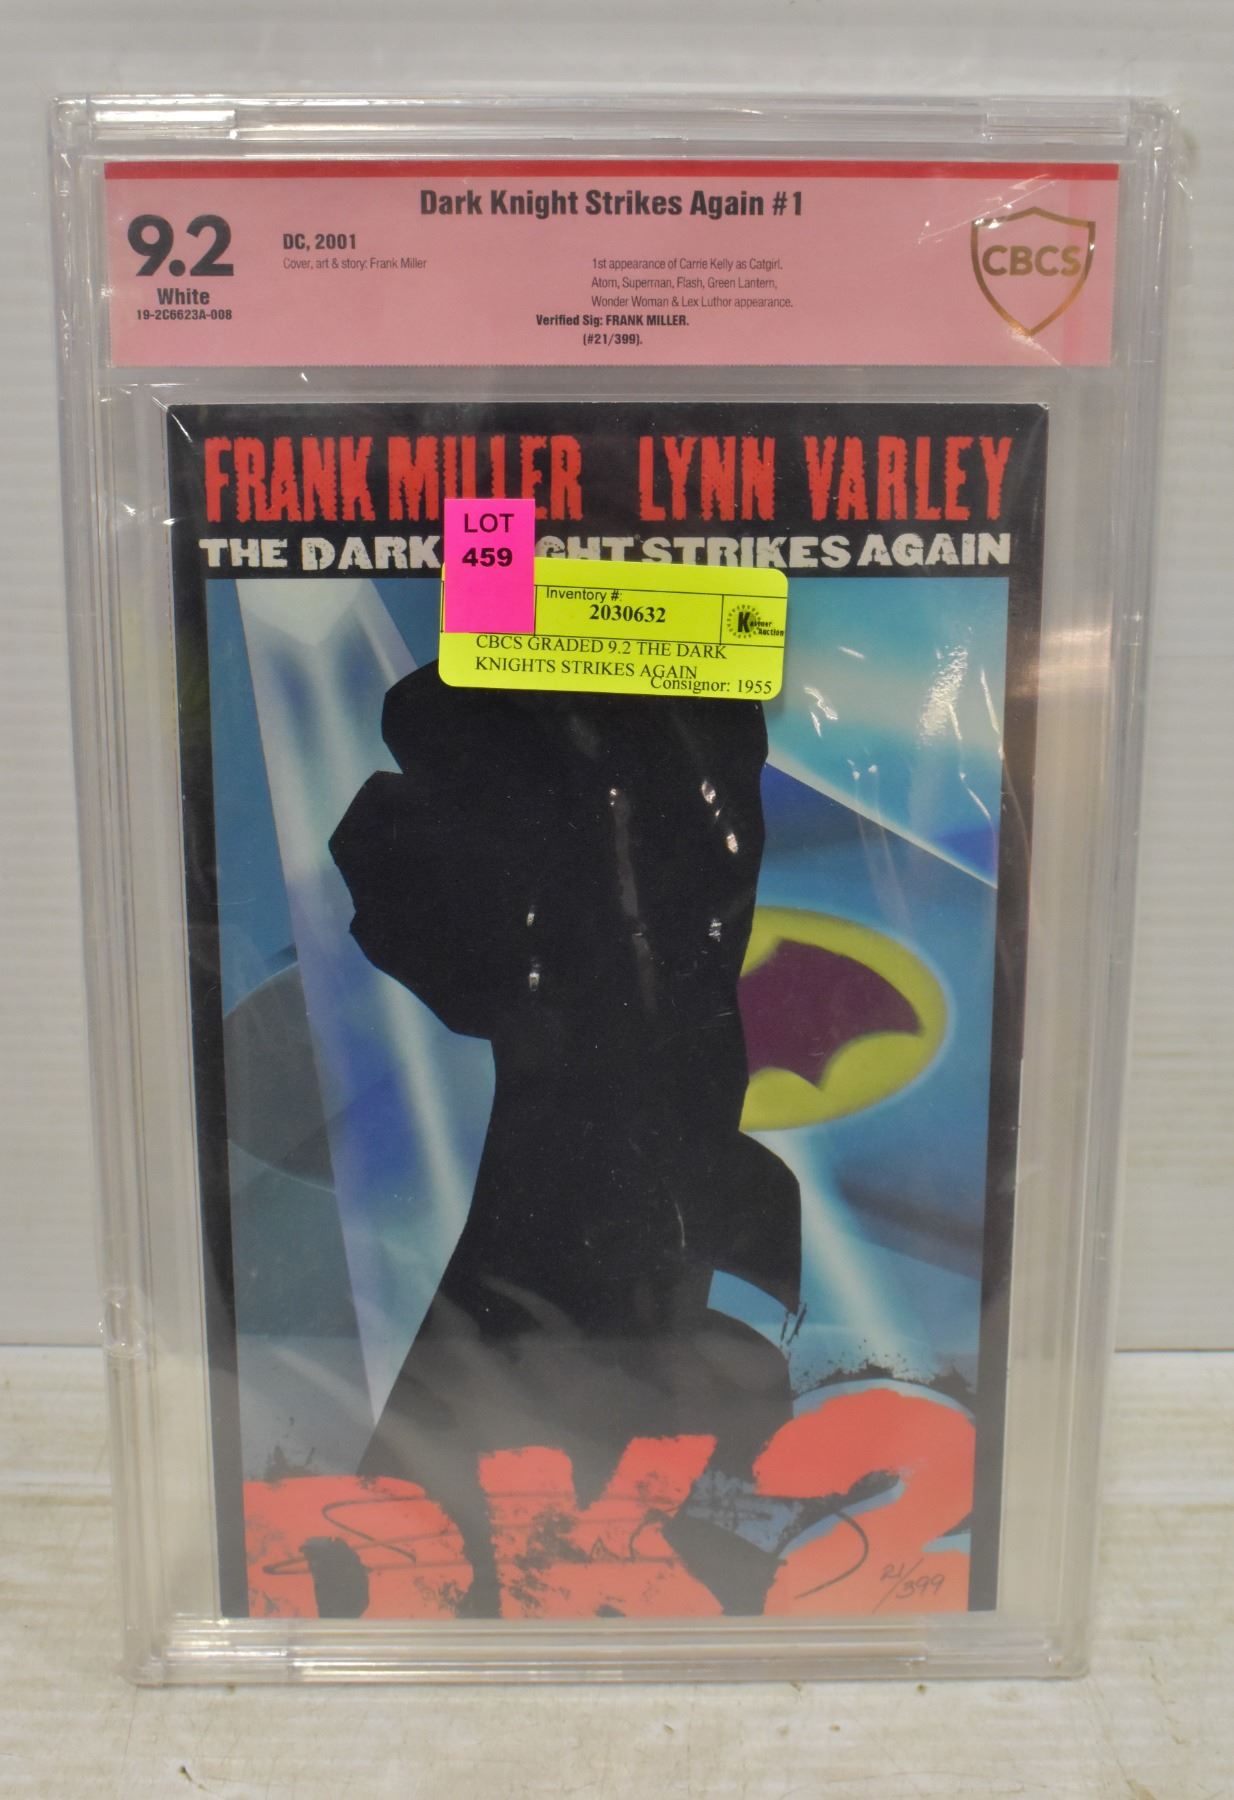 Dark Knight Strikes Again #1
9.2
White
19-2C6623A-008
DC, 2001
Cover, art & story: Frank Miller
1st appearance of Carrie Kelly as Catgirl.
Atom, Superman, Flash, Green Lantern,
Wonder Woman & Lex Luthor appearance.
Verified Sig: FRANK MILLER.
(#21/399).
CBCS
FRANK MILLER LYNN VARLEY
THE DARK GHT STRIKES AGAIN
LOT
459
Inventory #:
2030632
Kastner
Auction
CBCS GRADED 9.2 THE DARK
KNIGHTS STRIKES AGAIN
Consignor: 1955
DK2
21/399